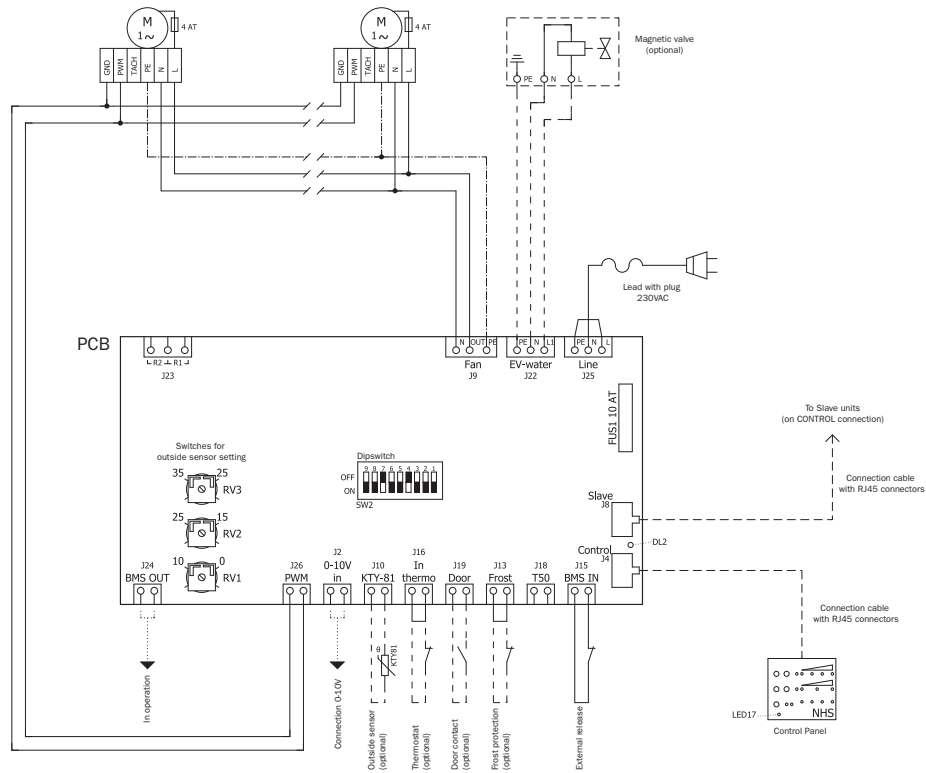 M
1~
4 AT
M
1~
4 AT
GND PWM TACH PE N L
GND PWM TACH PE N L
PE N L
Magnetic valve
(optional)
Lead with plug
230VAC
PCB
R2 R1
J23
N OUT PE
Fan
J9
PE N L1
EV-water
J22
PE N L
Line
J25
FUS1 10 AT
To Slave units
(on CONTROL connection)
Switches for
outside sensor setting
35 25
RV3
25 15
RV2
10 0
RV1
Dipswitch
9 8 7 6 5 4 3 2 1
OFF
ON
SW2
Connection cable
with RJ45 connectors
Slave
J8
DL2
Control
J4
J24
BMS OUT
J26
PWM
J2
0-10V
in
J10
KTY-81
J16
In
thermo
J19
Door
J13
Frost
J18
T50
J15
BMS IN
Connection cable
with RJ45 connectors
θ
KTY81
In operation
Connection 0-10V
Outside sensor
(optional)
Thermostat
(optional)
Door contact
(optional)
Frost protection
(optional)
External release
LED17
NHS
Control Panel